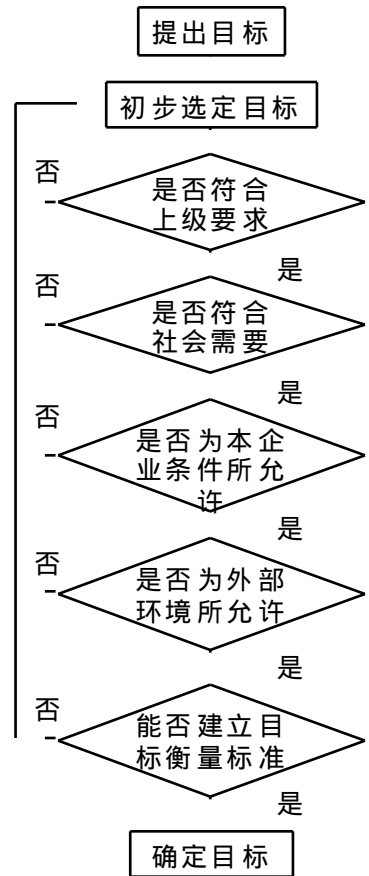 提出目标
初步选定目标
否
是否符合
上级要求
是
否
是否符合
社会需要
是
否
是否为本企
业条件所允
许
是
否
是否为外部
环境所允许
是
否
能否建立目
标衡量标准
是
确定目标